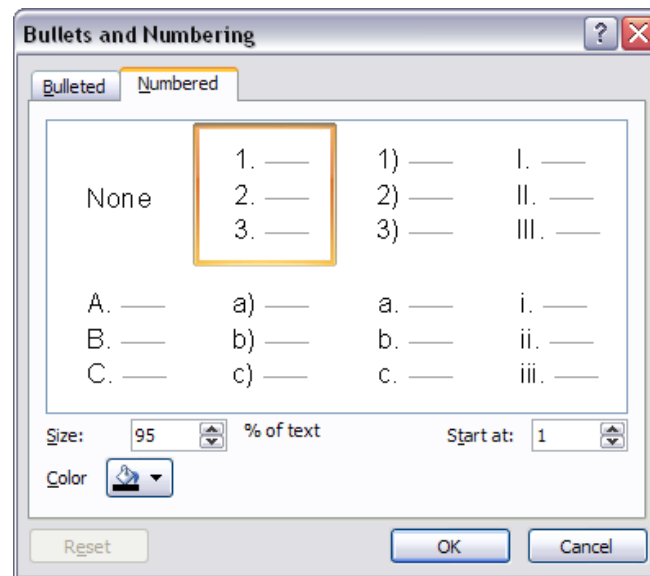 Bullets and Numbering
Bulleted Numbered
None
1.
2.
3.
1)
2)
3)
I.
II.
III.
A.
B.
C.
a)
b)
c)
a.
b.
c.
i.
ii.
iii.
Size: 95 % of text Start at: 1
Color
Reset OK Cancel